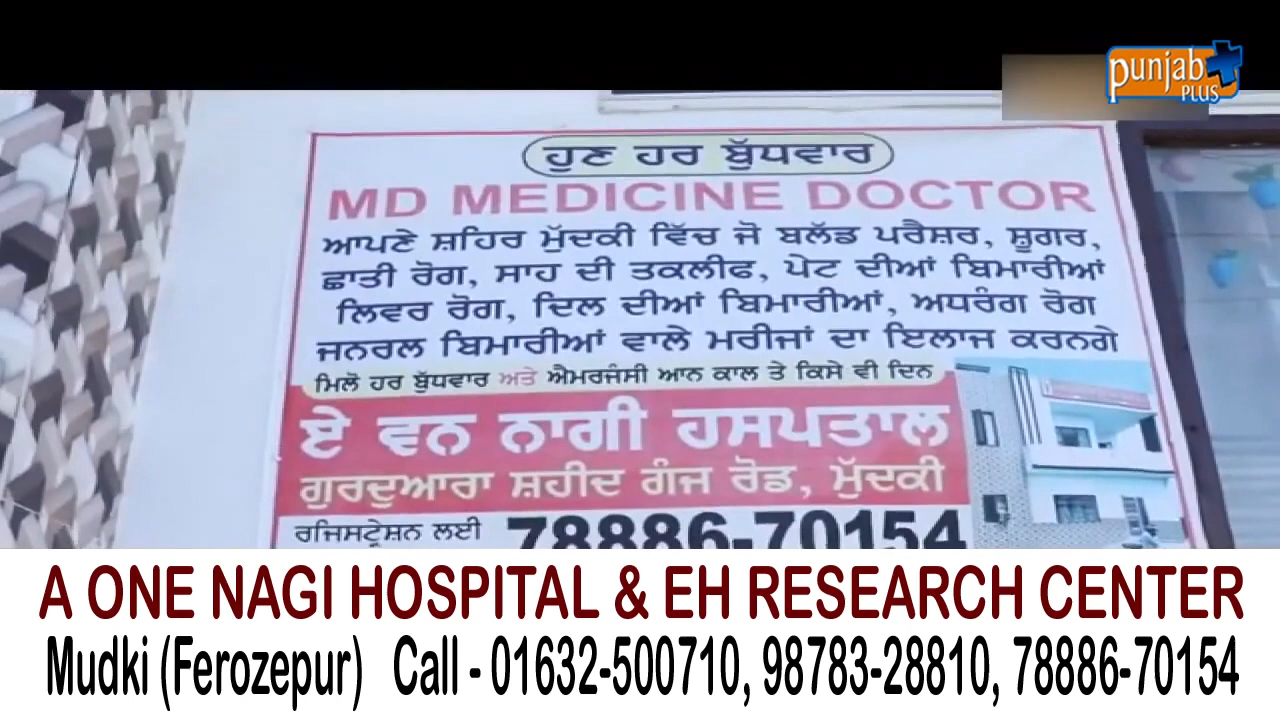 punjab
PLUS
ਹੁਣ ਹਰ ਬੁੱਧਵਾਰ
MD MEDICINE DOCTOR
ਆਪਣੇ ਸ਼ਹਿਰ ਮੁੱਦਕੀ ਵਿੱਚ ਜੋ ਬਲੱਡ ਪਰੈਸ਼ਰ, ਸ਼ੂਗਰ,
ਛਾਤੀ ਰੋਗ, ਸਾਹ ਦੀ ਤਕਲੀਫ, ਪੇਟ ਦੀਆਂ ਬਿਮਾਰੀਆਂ
ਲਿਵਰ ਰੋਗ, ਦਿਲ ਦੀਆਂ ਬਿਮਾਰੀਆਂ, ਅਧਰੰਗ ਰੋਗ
ਜਨਰਲ ਬਿਮਾਰੀਆਂ ਵਾਲੇ ਮਰੀਜਾਂ ਦਾ ਇਲਾਜ ਕਰਨਗੇ
ਮਿਲੋ ਹਰ ਬੁੱਧਵਾਰ ਅਤੇ ਐਮਰਜੰਸੀ ਆਨ ਕਾਲ ਤੇ ਕਿਸੇ ਵੀ ਦਿਨ
ਏ ਵਨ ਨਾਗੀ ਹਸਪਤਾਲ
ਗੁਰਦੁਆਰਾ ਸ਼ਹੀਦ ਗੰਜ ਰੋਡ, ਮੁੱਦਕੀ
ਰਜਿਸਟ੍ਰੇਸ਼ਨ ਲਈ 78886-70154
A ONE NAGI HOSPITAL & EH RESEARCH CENTER
Mudki (Ferozepur) Call - 01632-500710, 98783-28810, 78886-70154